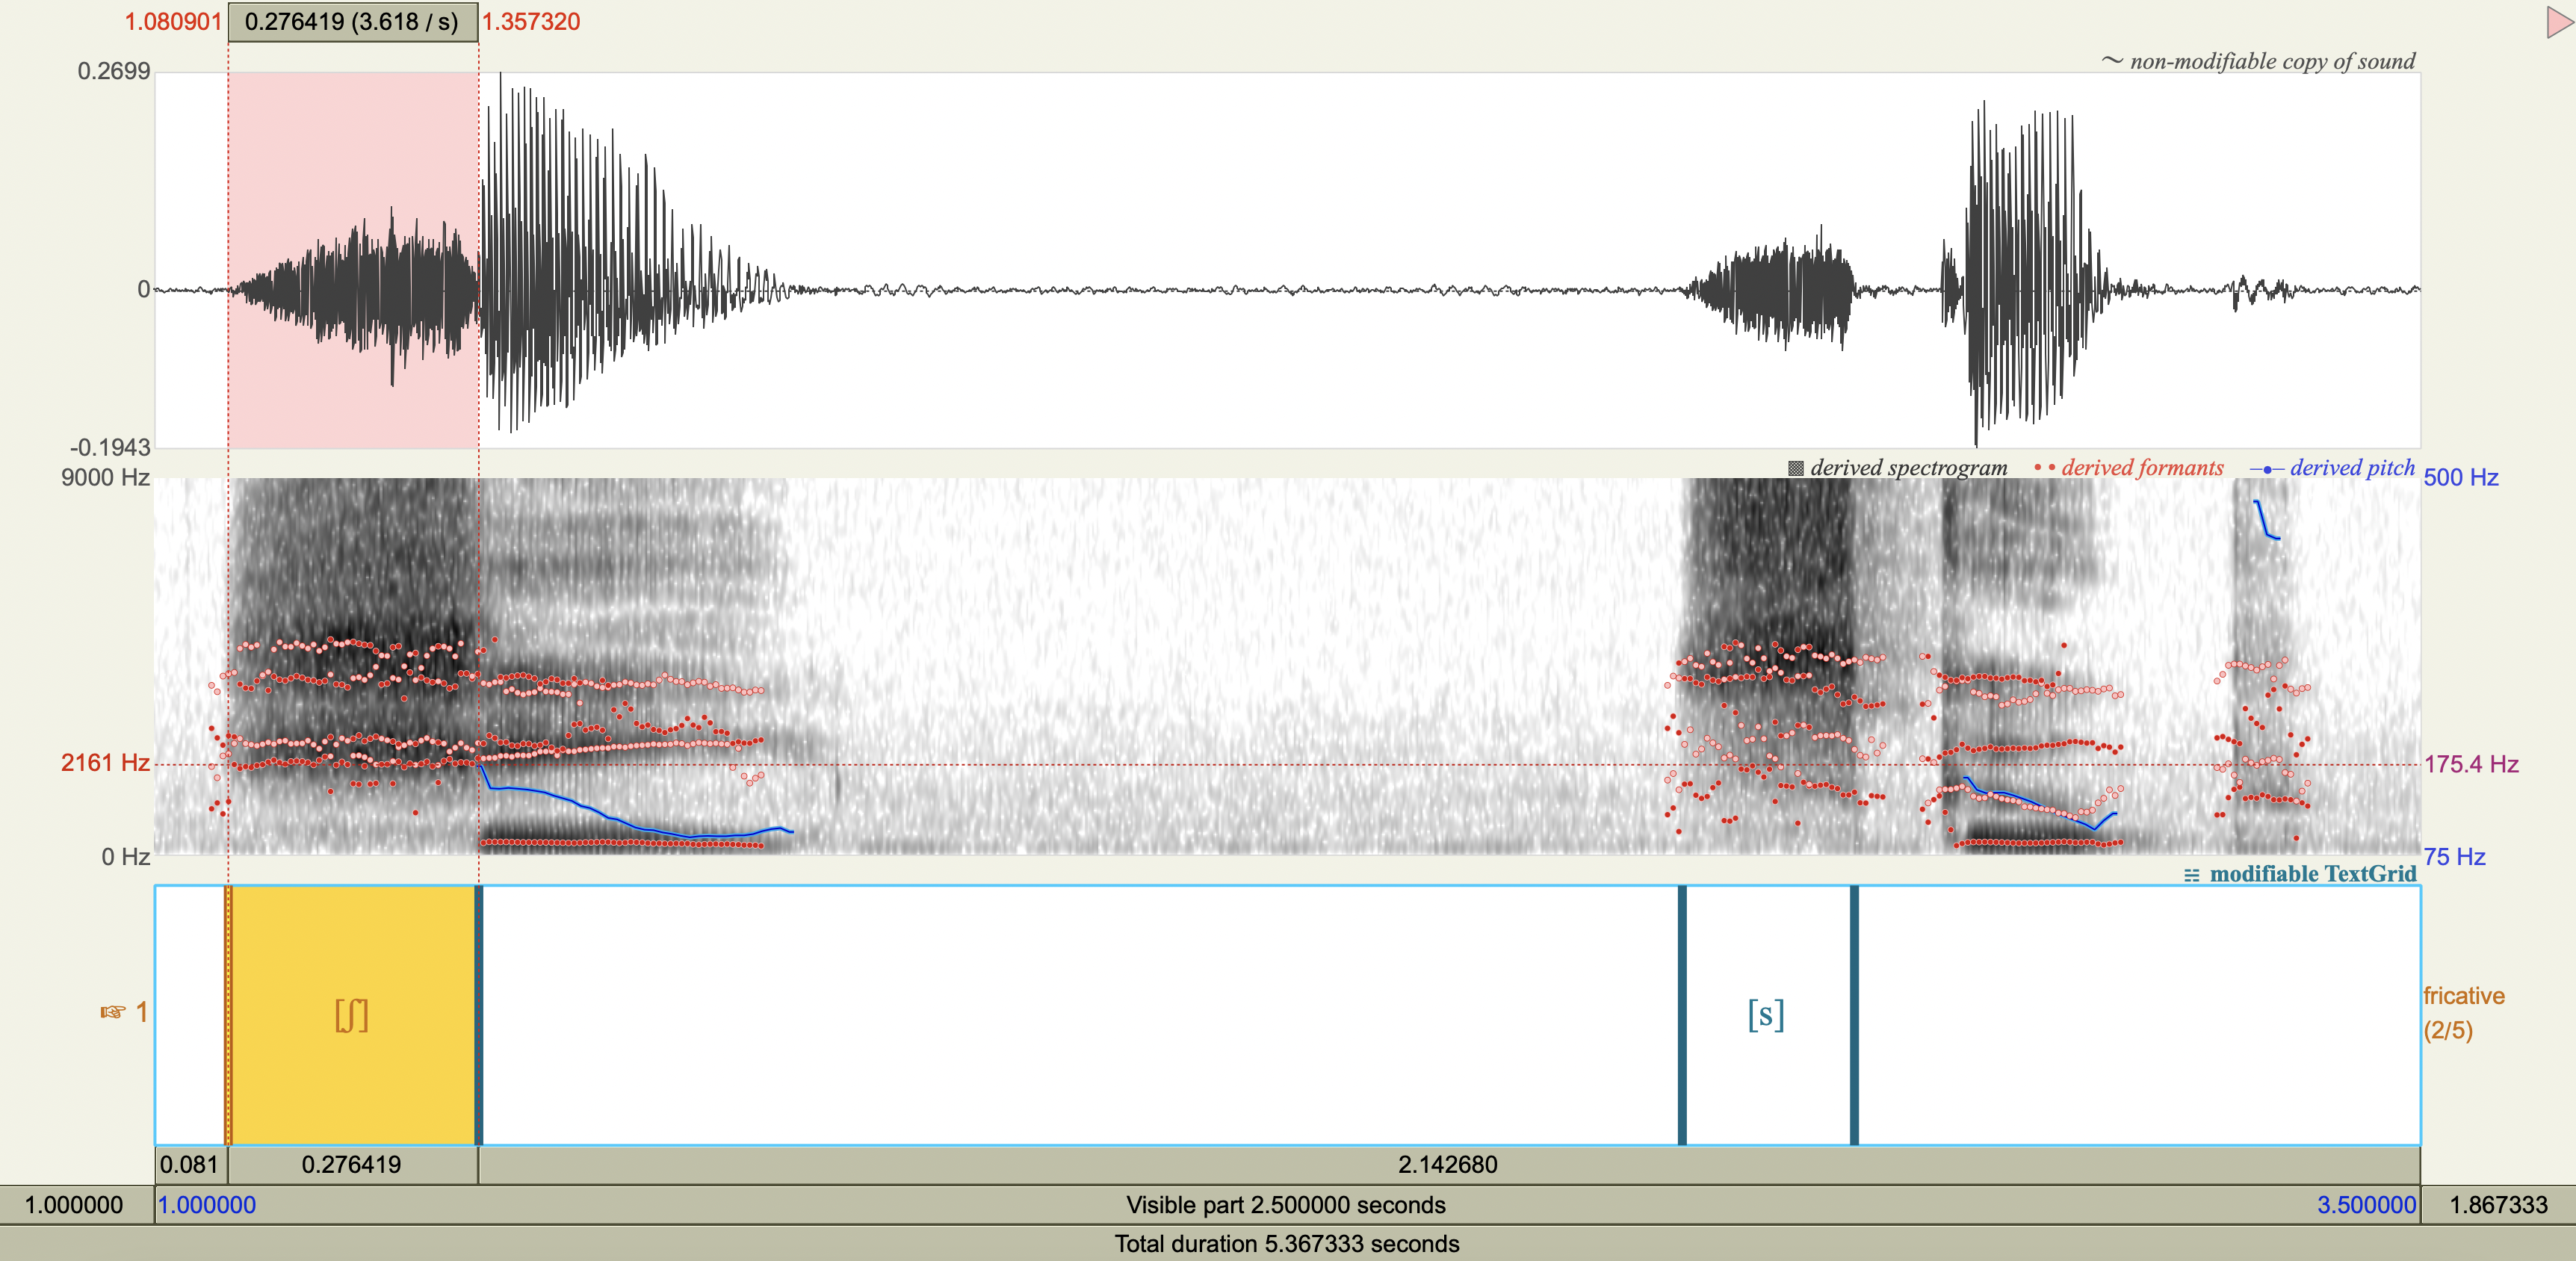 1.080901 0.276419 (3.618 / s) 1.357320
0.2699
～ non-modifiable copy of sound
0
-0.1943
9000 Hz
derived spectrogram derived formants derived pitch
500 Hz
2161 Hz
175.4 Hz
0 Hz
75 Hz
modifiable TextGrid
☞ 1
[ʃ]
[s]
fricative
(2/5)
0.081 0.276419 2.142680
1.000000 1.000000 Visible part 2.500000 seconds 3.500000 1.867333
Total duration 5.367333 seconds